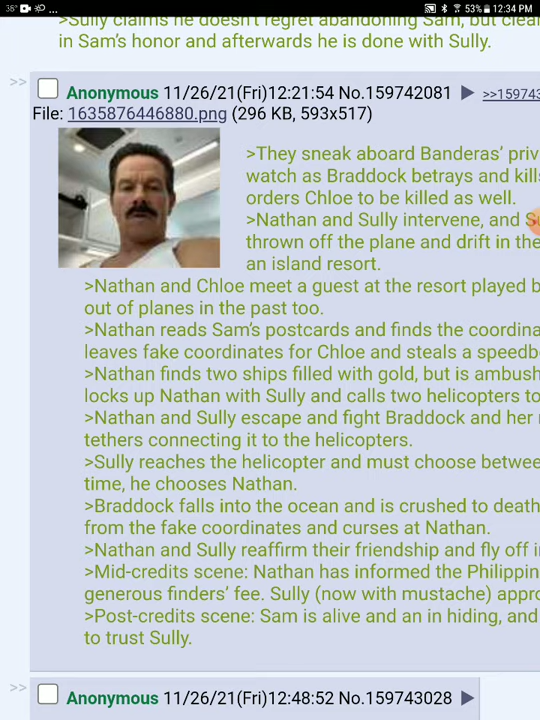 38° ... 53% 12:34 PM
>Sully claims he doesn't regret abandoning Sam, but clea
in Sam's honor and afterwards he is done with Sully.
>> Anonymous 11/26/21(Fri)12:21:54 No.159742081 ▶ >>159743
File: 1635876446880.png (296 KB, 593x517)
>They sneak aboard Banderas' priv
watch as Braddock betrays and kills
orders Chloe to be killed as well.
>Nathan and Sully intervene, and S
thrown off the plane and drift in the
an island resort.
>Nathan and Chloe meet a guest at the resort played b
out of planes in the past too.
>Nathan reads Sam's postcards and finds the coordina
leaves fake coordinates for Chloe and steals a speedb
>Nathan finds two ships filled with gold, but is ambush
locks up Nathan with Sully and calls two helicopters to
>Nathan and Sully escape and fight Braddock and her
tethers connecting it to the helicopters.
>Sully reaches the helicopter and must choose betwee
time, he chooses Nathan.
>Braddock falls into the ocean and is crushed to death
from the fake coordinates and curses at Nathan.
>Nathan and Sully reaffirm their friendship and fly off i
>Mid-credits scene: Nathan has informed the Philippin
generous finders' fee. Sully (now with mustache) appro
>Post-credits scene: Sam is alive and an in hiding, and
to trust Sully.
>> Anonymous 11/26/21(Fri)12:48:52 No.159743028 ▶